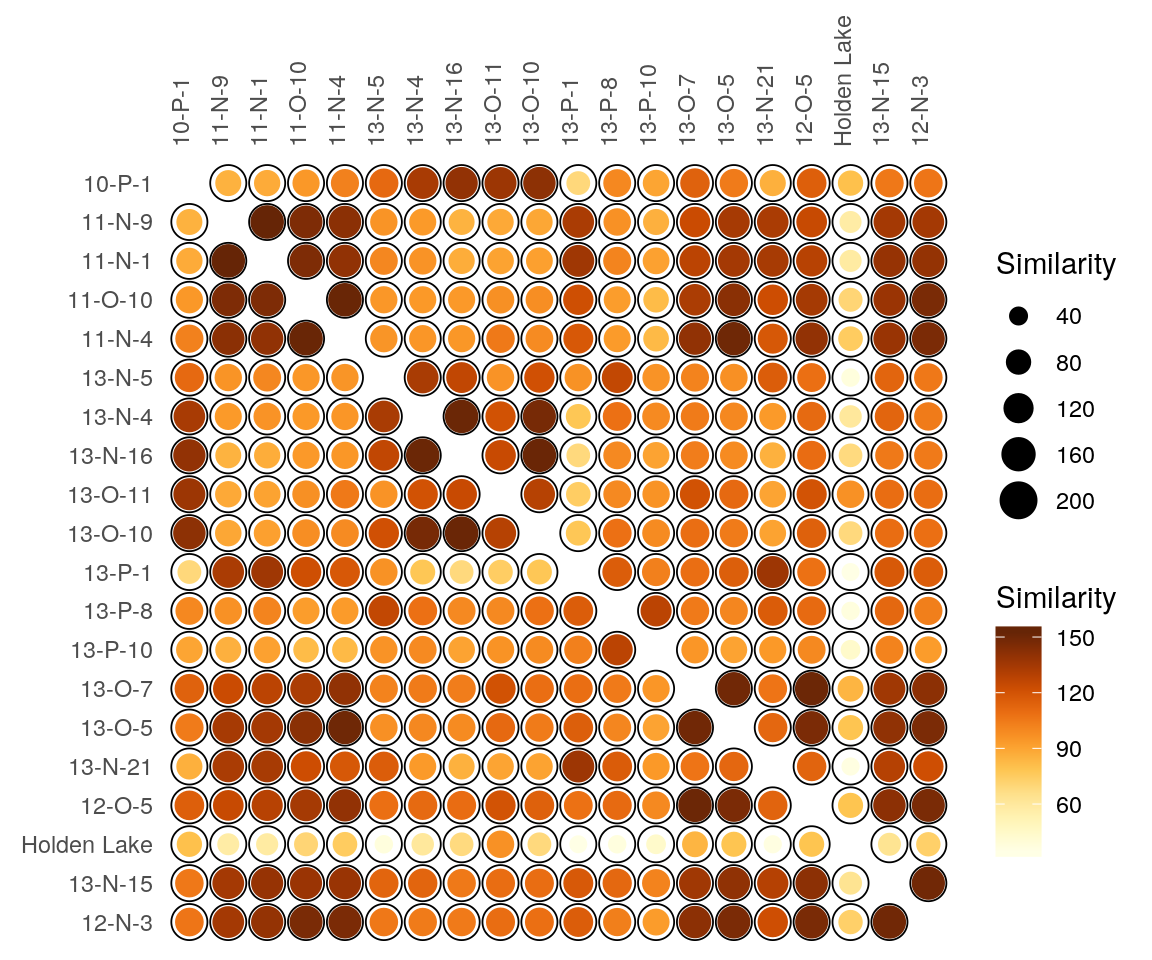 10-P-1
11-N-9
11-N-1
11-O-10
11-N-4
13-N-5
13-N-4
13-N-16
13-O-11
13-O-10
13-P-1
13-P-8
13-P-10
13-O-7
13-O-5
13-N-21
12-O-5
Holden Lake
13-N-15
12-N-3
10-P-1
11-N-9
11-N-1
11-O-10
11-N-4
13-N-5
13-N-4
13-N-16
13-O-11
13-O-10
13-P-1
13-P-8
13-P-10
13-O-7
13-O-5
13-N-21
12-O-5
Holden Lake
13-N-15
12-N-3
Similarity
40
80
120
160
200
Similarity
150
120
90
60